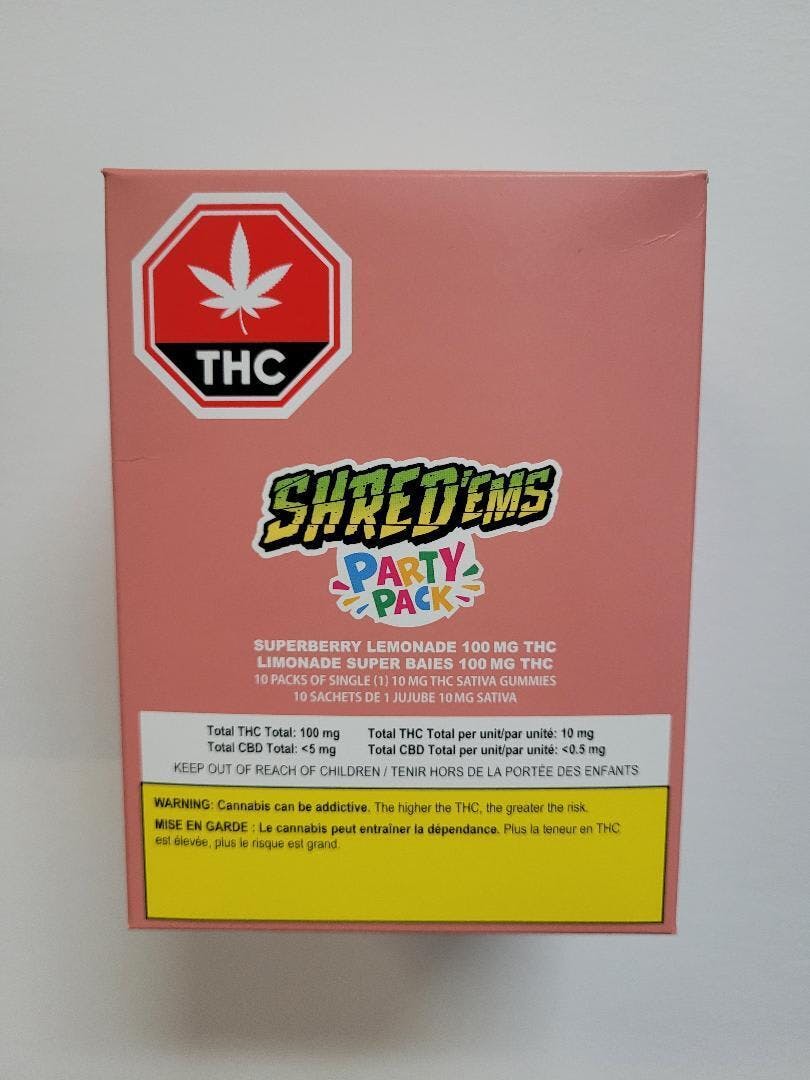 THC
SHRED'EMS
PARTY
PACK
SUPERBERRY LEMONADE 100 MG THC
LIMONADE SUPER BAIES 100 MG THC
10 PACKS OF SINGLE (1) 10 MG THC SATIVA GUMMIES
10 SACHETS DE 1 JUJUBE 10 MG SATIVA
Total THC Total: 100 mg Total THC Total per unit/par unité: 10 mg
Total CBD Total: <5 mg Total CBD Total per unit/par unité: <0.5 mg
KEEP OUT OF REACH OF CHILDREN / TENIR HORS DE LA PORTÉE DES ENFANTS
WARNING: Cannabis can be addictive. The higher the THC, the greater the risk.
MISE EN GARDE : Le cannabis peut entraîner la dépendance. Plus la teneur en THC
est élevée, plus le risque est grand.